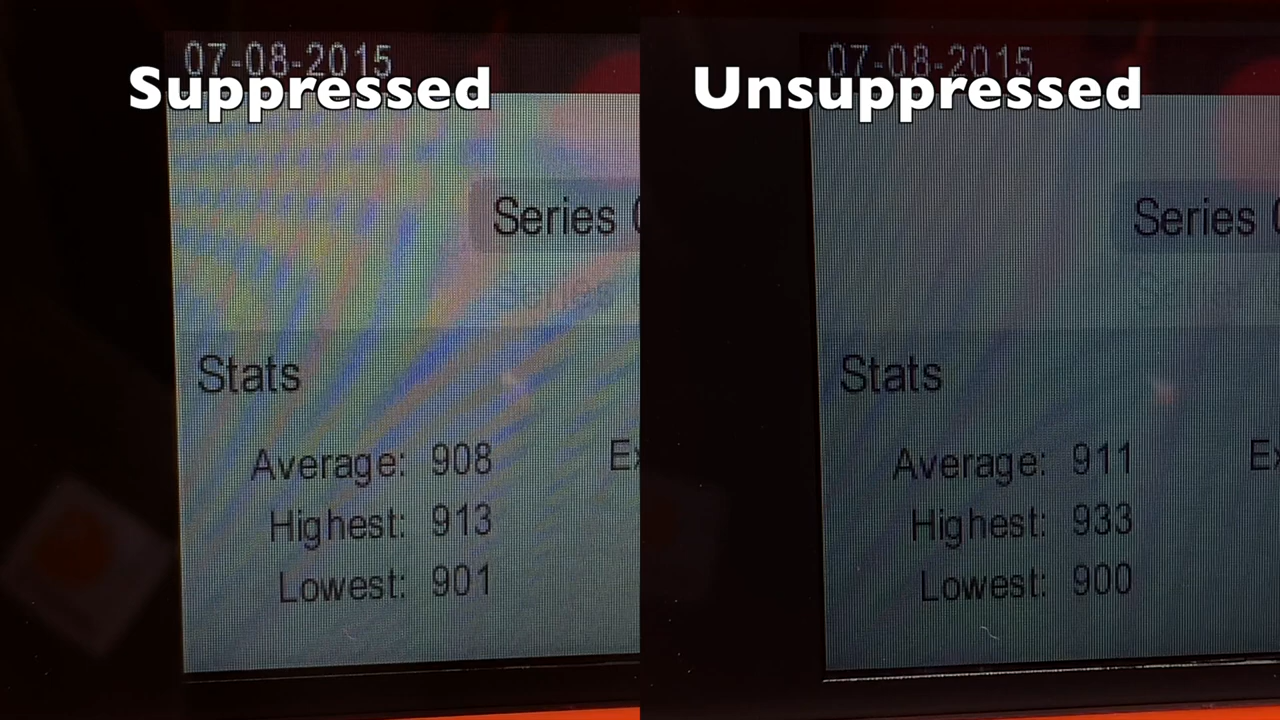 07-08-2015
Suppressed
Series
Stats
Average: 908
Highest: 913
Lowest: 901
07-08-2015
Unsuppressed
Series
Series
Stats
Average: 911
Highest: 933
Lowest: 900